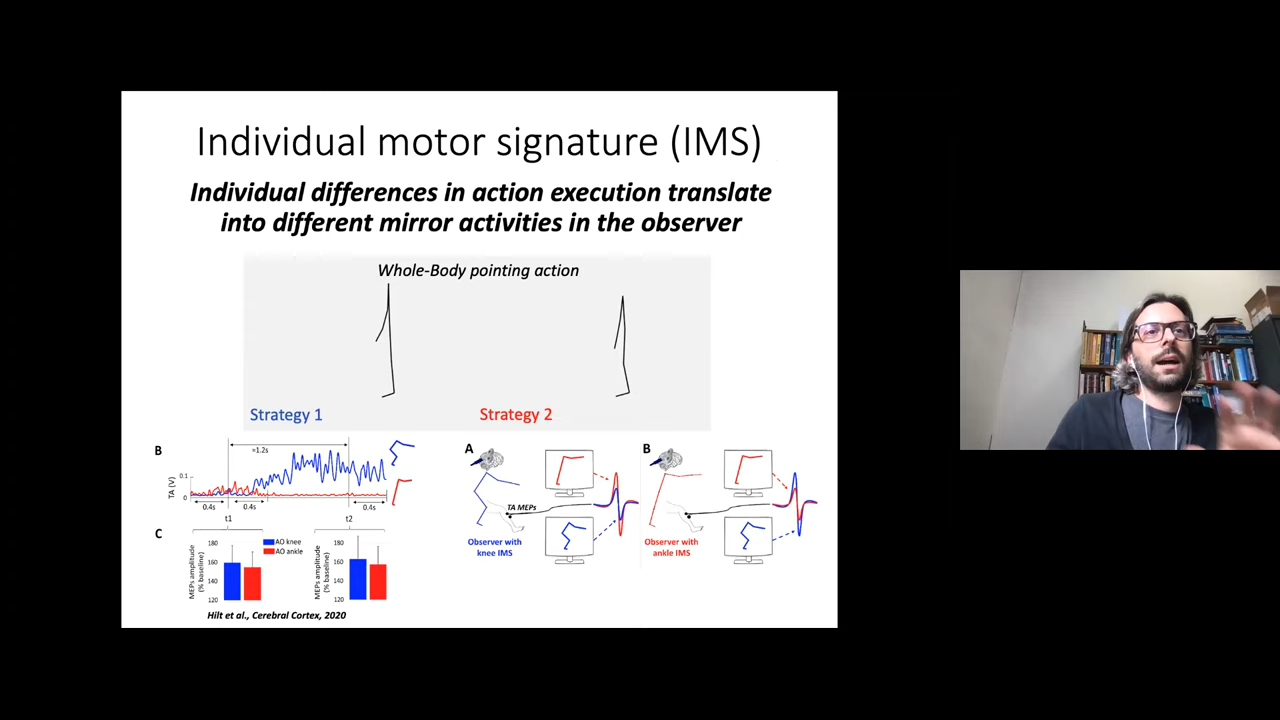 Individual motor signature (IMS)
Individual differences in action execution translate
into different mirror activities in the observer
Whole-Body pointing action
Strategy 1
Strategy 2
B
≈1.2s
TA (V)
0.1
0
0.4s
0.4s
0.4s
t1
t2
C
MEPs amplitude
(% baseline)
180
160
140
120
AO knee
AO ankle
MEPs amplitude
(% baseline)
180
160
140
120
Hilt et al., Cerebral Cortex, 2020
A
TA MEPs
Observer with
knee IMS
B
Observer with
ankle IMS